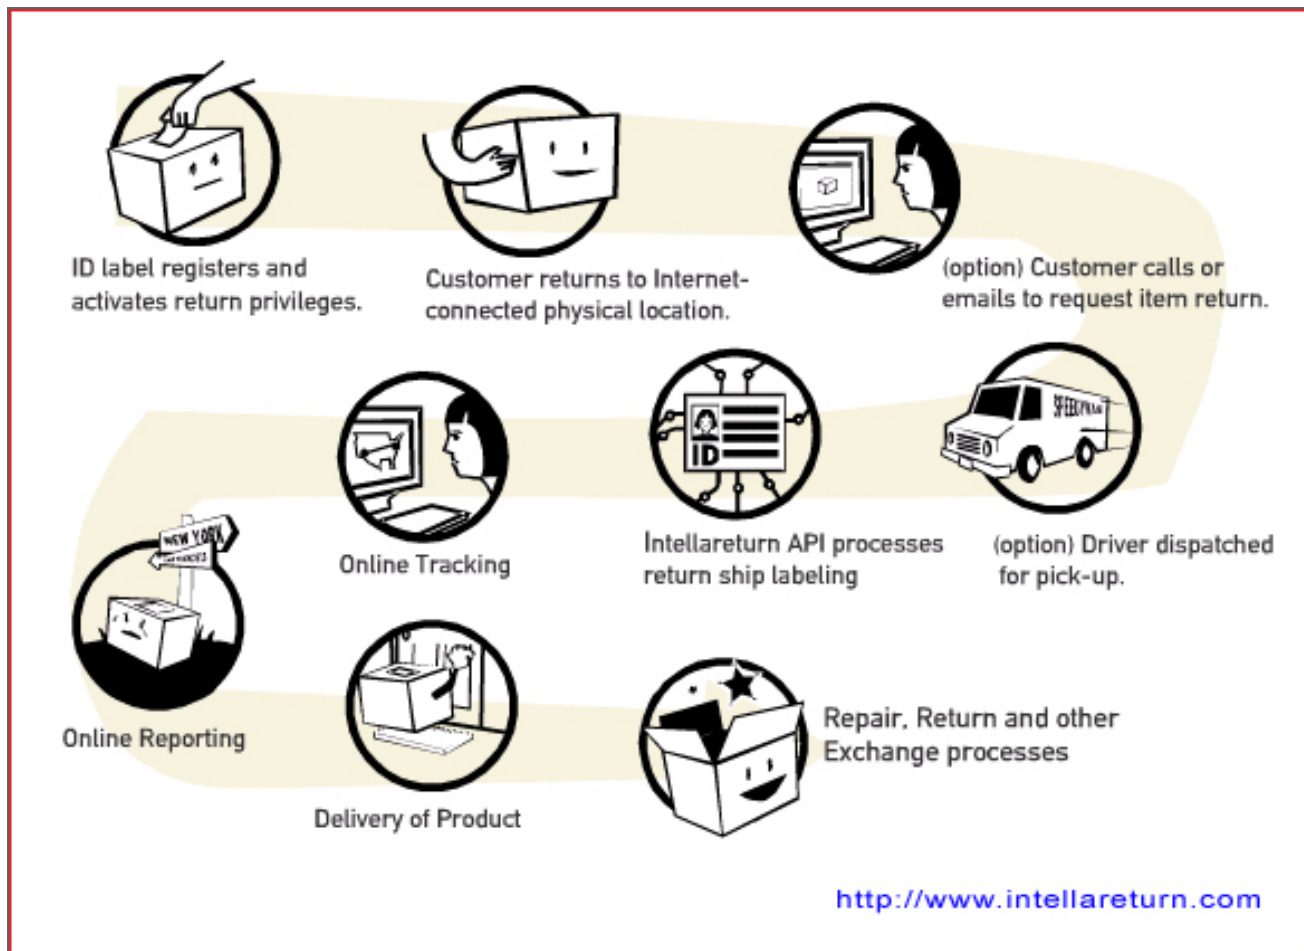 ID label registers and
activates return privileges.
Customer returns to Internet-
connected physical location.
(option) Customer calls or
emails to request item return.
(option) Driver dispatched
for pick-up.
ID
Intellareturn API processes
return ship labeling
Online Tracking
NEW YORK
Online Reporting
Delivery of Product
Repair, Return and other
Exchange processes
http://www.intellareturn.com